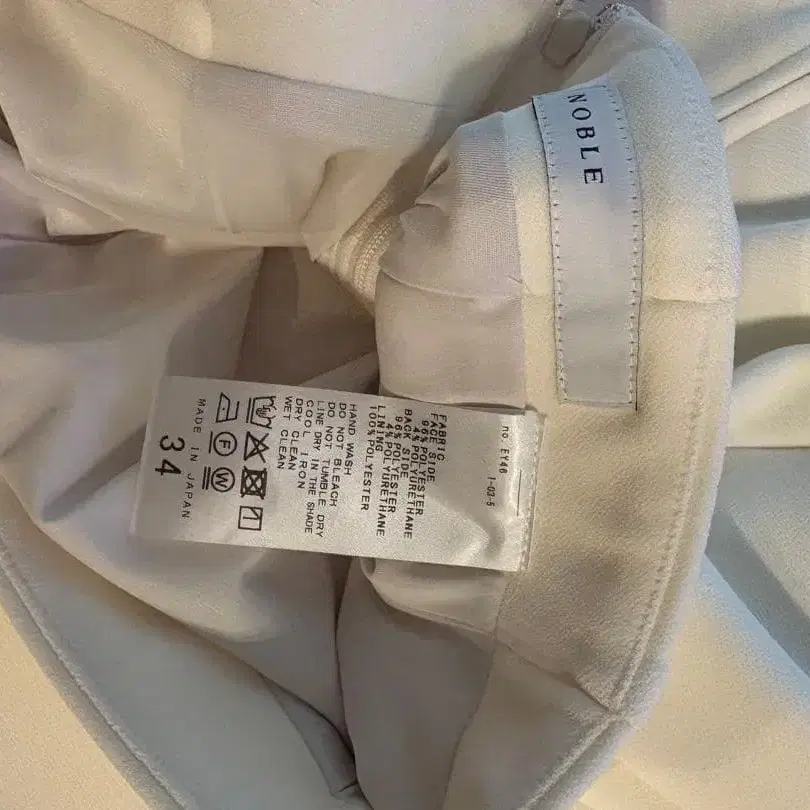 NOBLE
no. EY46 1-03-5
FABRIC
FACE SIDE
96% POLYESTER
4% POLYURETHANE
BACK SIDE
96% POLYESTER
4% POLYURETHANE
LINING
100% POLYESTER
HAND WASH
DO NOT BLEACH
DO NOT TUMBLE DRY
LINE DRY IN THE SHADE
COOL IRON
DRY CLEAN
WET CLEAN
F W
MADE IN JAPAN
34